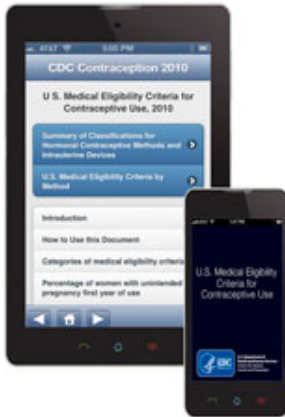 AT&T 5:05 PM
CDC Contraception 2010
U.S. Medical Eligibility Criteria for
Contraceptive Use, 2010
Summary of Classifications for
Hormonal Contraceptive Methods and
Intrauterine Devices
U.S. Medical Eligibility Criteria by
Method
Introduction
How to Use this Document
Categories of medical eligibility criteria
Percentage of women with unintended
pregnancy first year of use
U.S. Medical Eligibility
Criteria for
Contraceptive Use
CDC